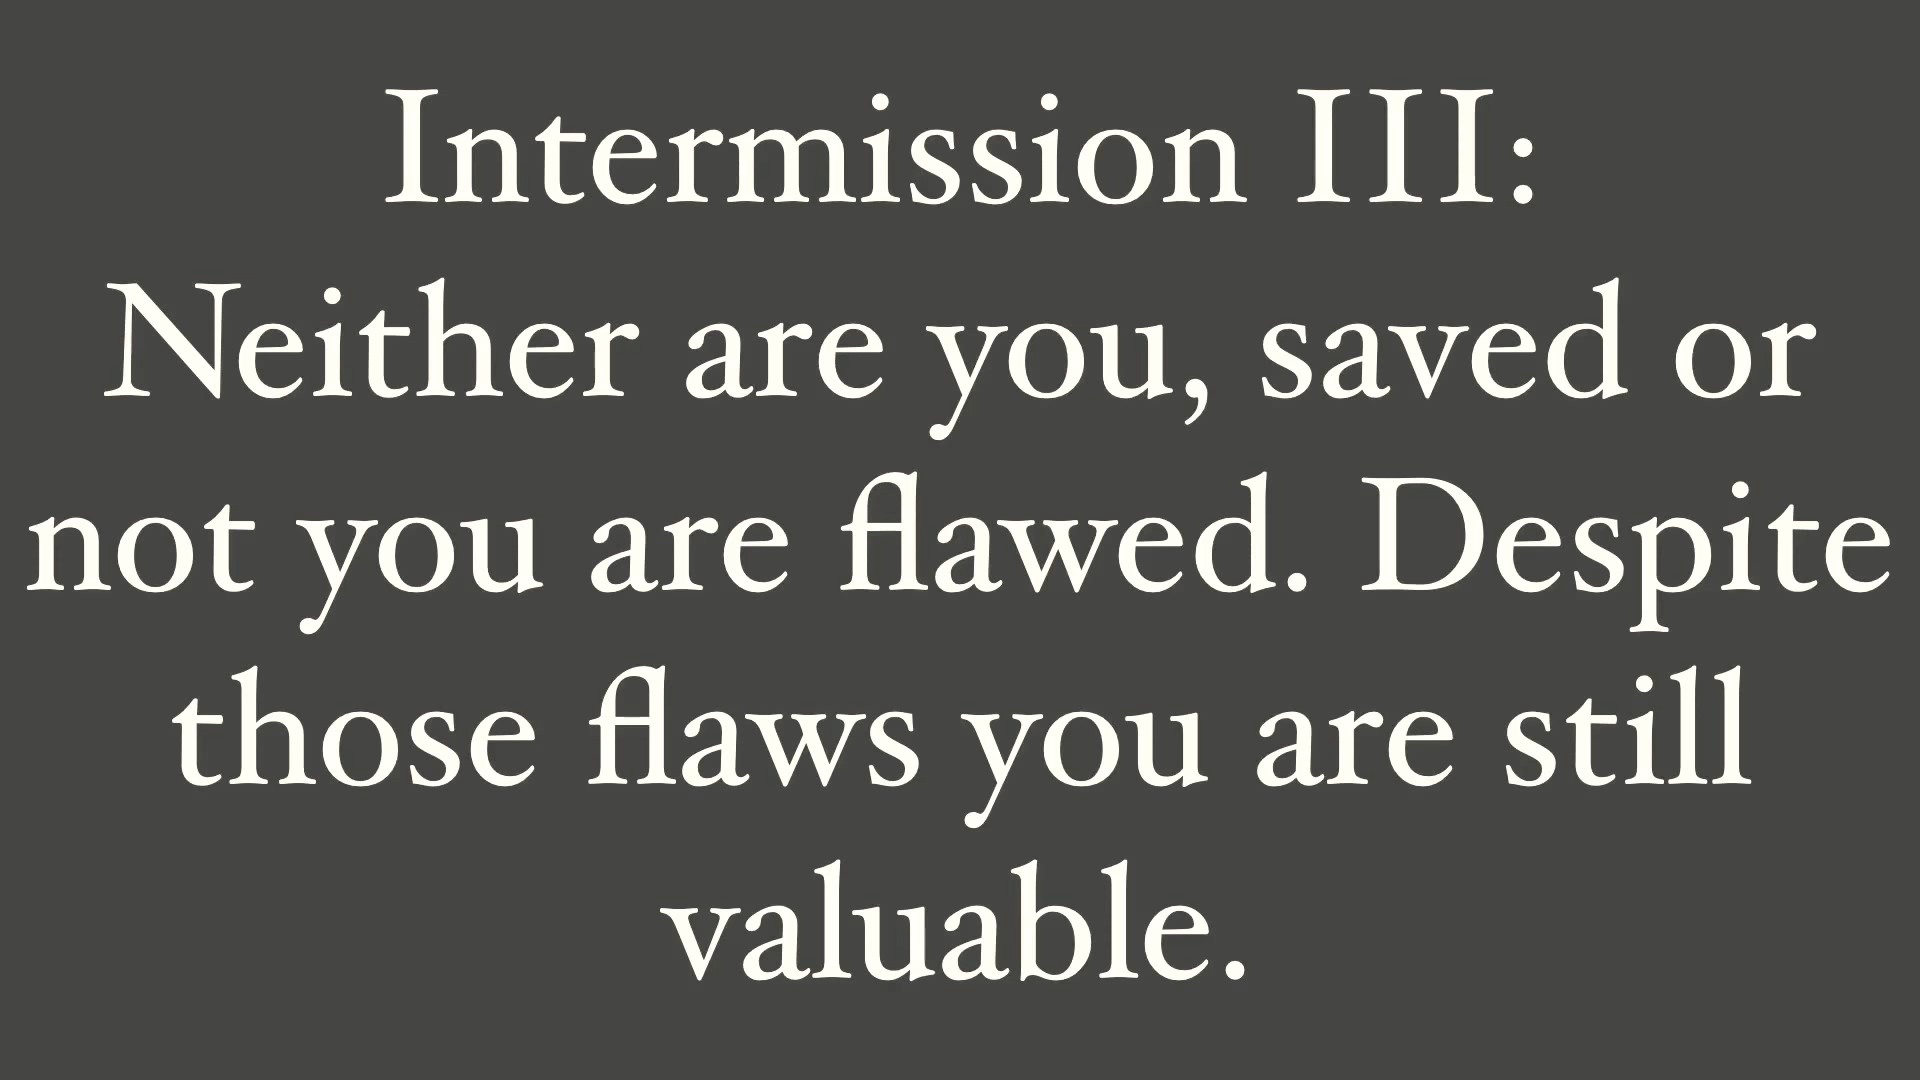 Intermission III:
Neither are you, saved or
not you are flawed. Despite
those flaws you are still
valuable.